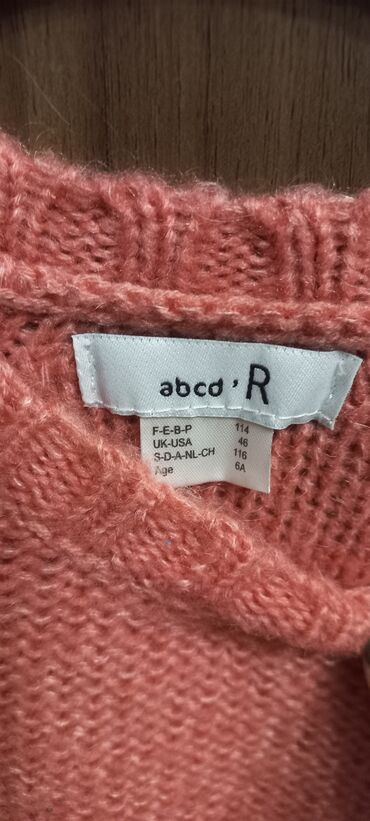 abcd'R
F-E-B-P 114
UK-USA 46
S-D-A-NL-CH 116
Age 6A